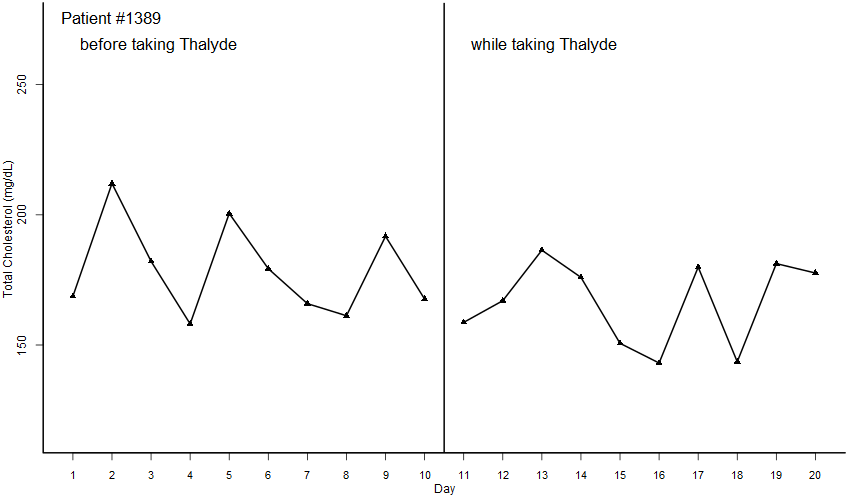 Patient #1389
before taking Thalyde
while taking Thalyde
Total Cholesterol (mg/dL)
250
200
150
1 2 3 4 5 6 7 8 9 10 11 12 13 14 15 16 17 18 19 20
Day